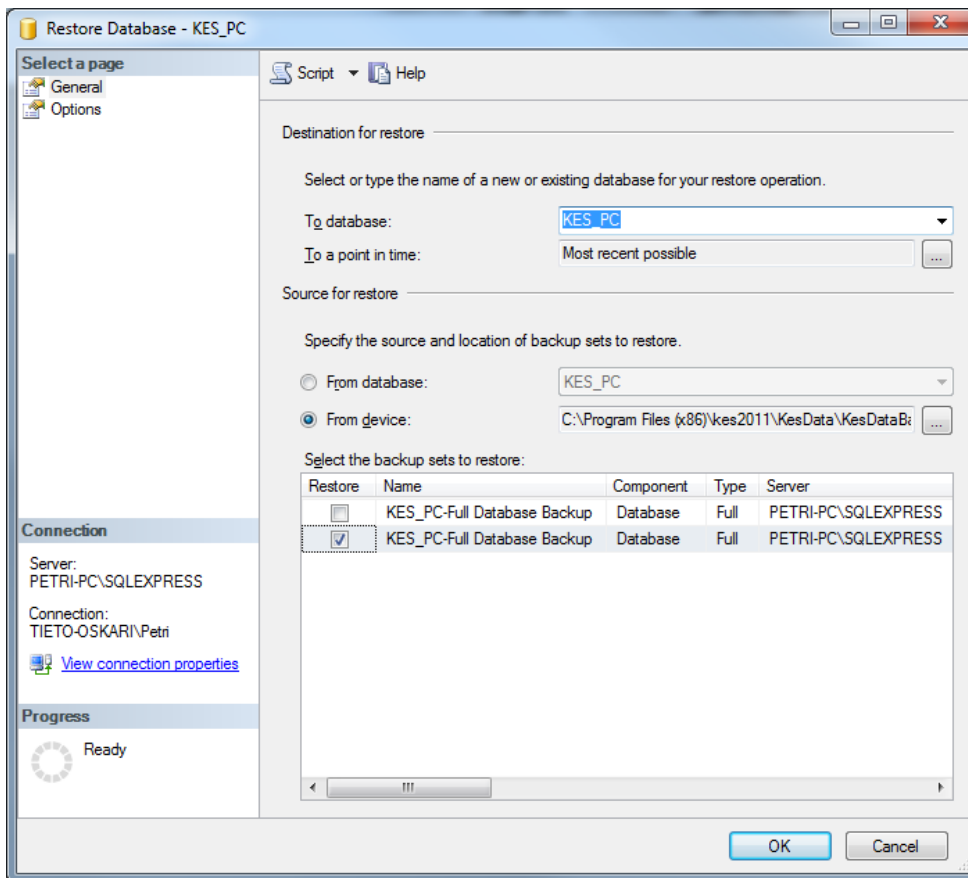 Restore Database - KES_PC
Select a page
General
Options
Script Help
Destination for restore
Select or type the name of a new or existing database for your restore operation.
To database: KES_PC
To a point in time: Most recent possible ...
Source for restore
Specify the source and location of backup sets to restore.
From database: KES_PC
From device: C:\Program Files (x86)\kes2011\KesData\KesDataBa ...
Select the backup sets to restore:
Restore Name Component Type Server
KES_PC-Full Database Backup Database Full PETRI-PC\SQLEXPRESS
KES_PC-Full Database Backup Database Full PETRI-PC\SQLEXPRESS
Connection
Server:
PETRI-PC\SQLEXPRESS
Connection:
TIETO-OSKARI\Petri
View connection properties
Progress
Ready
OK Cancel